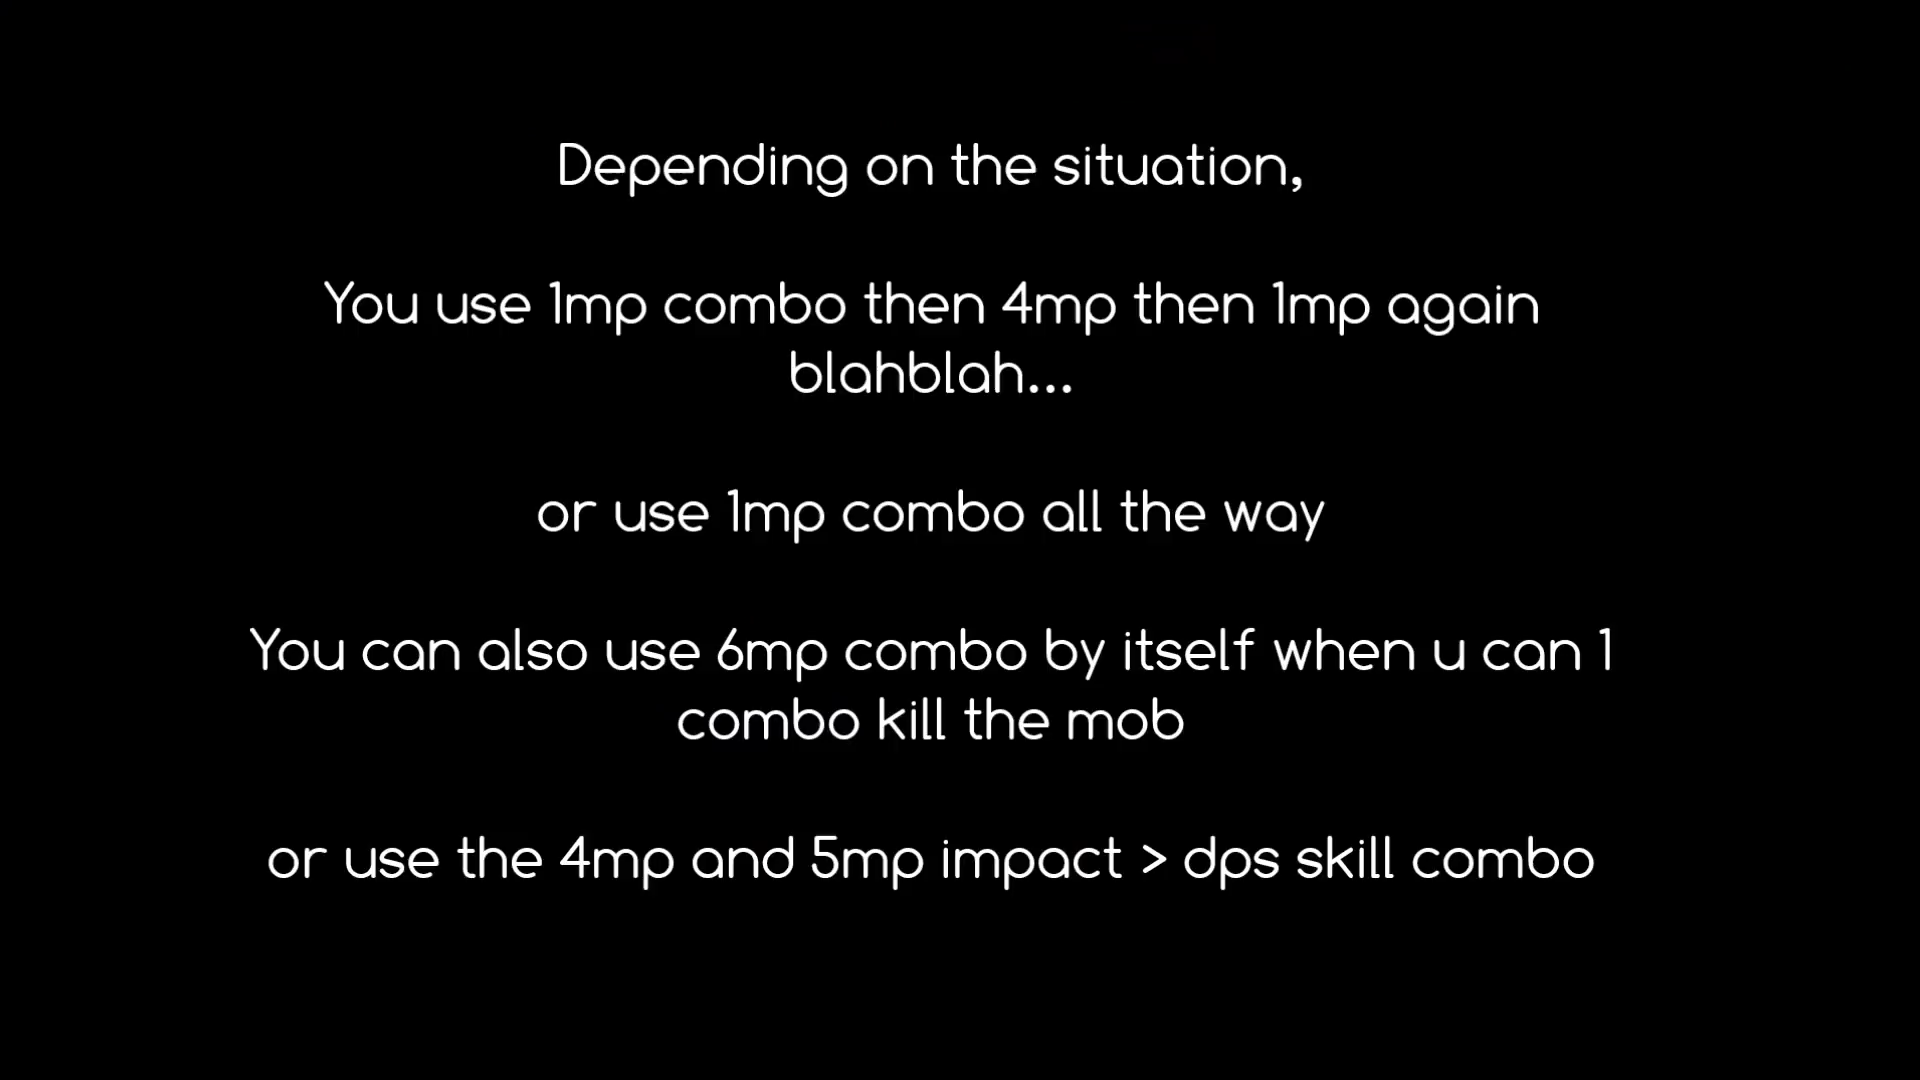 Depending on the situation,
You use 1mp combo then 4mp then 1mp again
blahblah...
or use 1mp combo all the way
You can also use 6mp combo by itself when u can 1
combo kill the mob
or use the 4mp and 5mp impact > dps skill combo